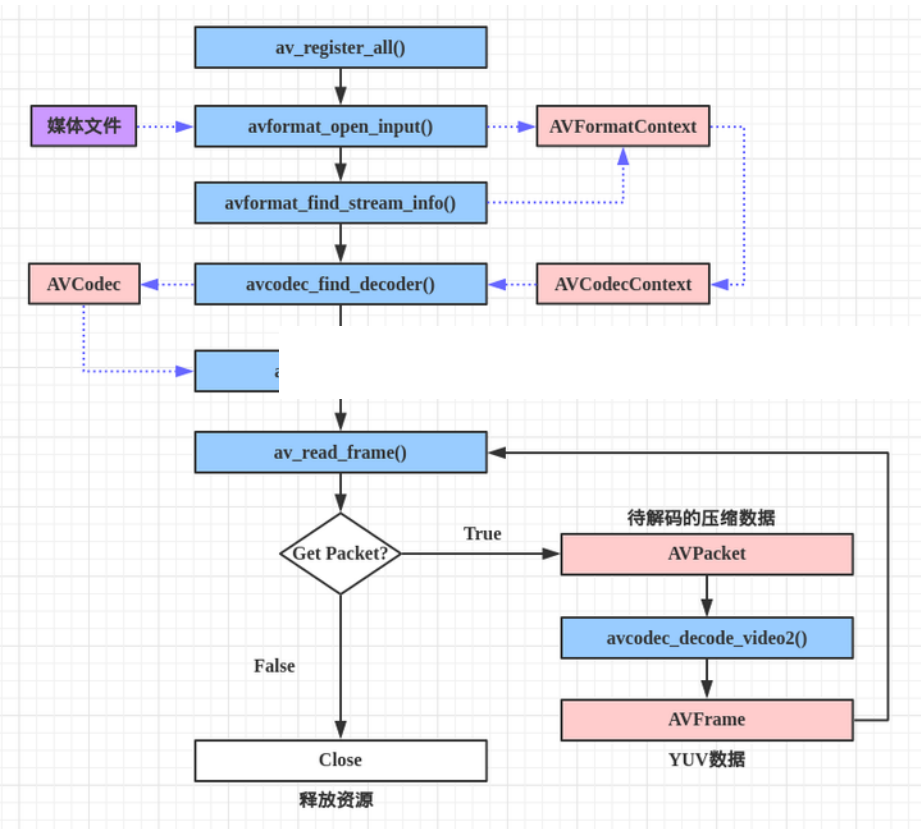 av_register_all()
媒体文件
avformat_open_input()
AVFormatContext
avformat_find_stream_info()
AVCodec
avcodec_find_decoder()
AVCodecContext
av_read_frame()
Get Packet?
True
待解码的压缩数据
AVPacket
avcodec_decode_video2()
False
AVFrame
YUV数据
Close
释放资源